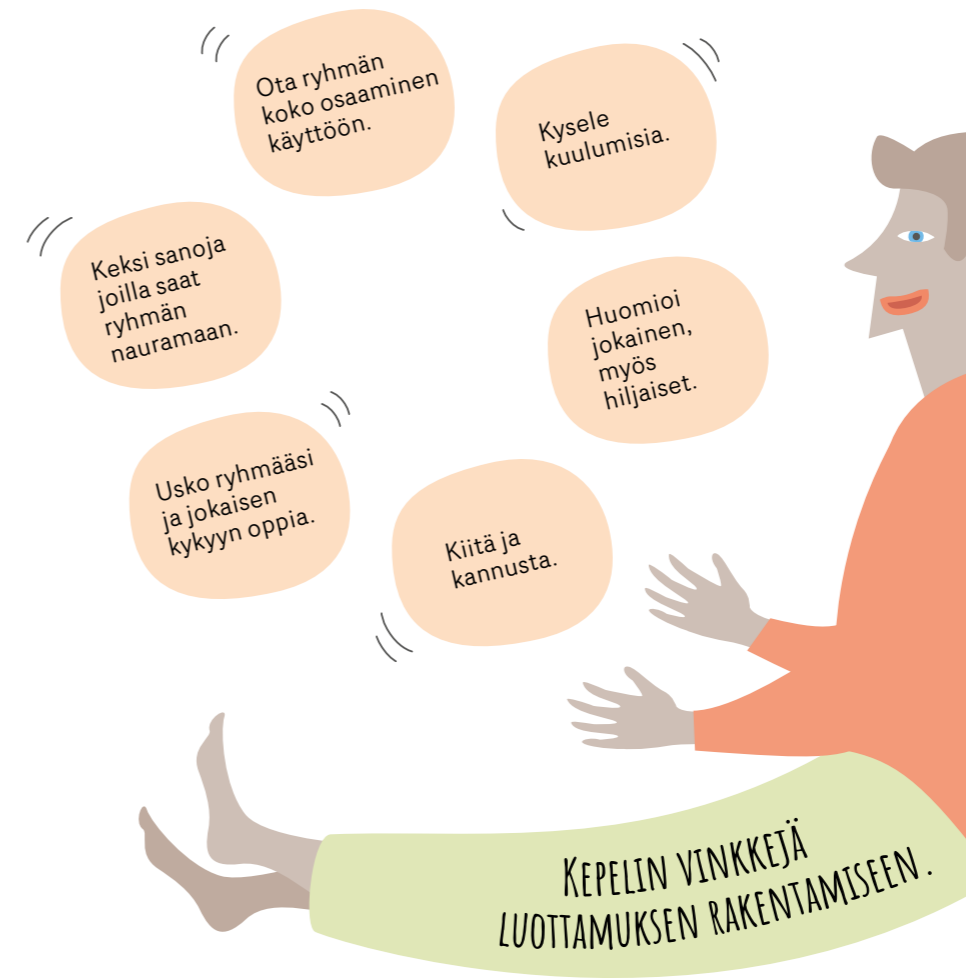 Ota ryhmän
koko osaaminen
käyttöön.
Kysele
kuulumisia.
Keksi sanoja
joilla saat
ryhmän
nauramaan.
Huomioi
jokainen,
myös
hiljaiset.
Usko ryhmääsi
ja jokaisen
kykyyn oppia.
Kiitä ja
kannusta.
KEPELIN VINKKEJÄ
LUOTTAMUKSEN RAKENTAMISEEN.